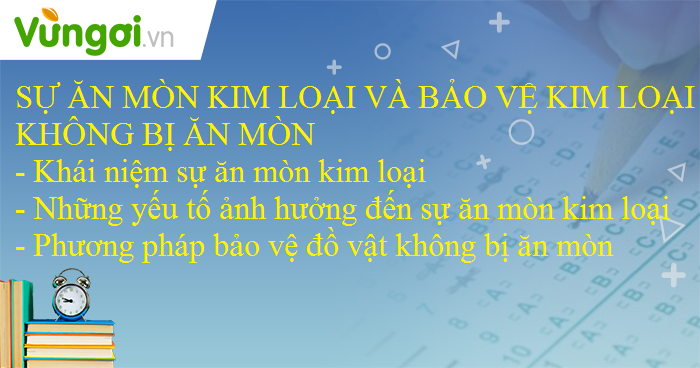 Vungơi.vn
SỰ ĂN MÒN KIM LOẠI VÀ BẢO VỆ KIM LOẠI
KHÔNG BỊ ĂN MÒN
- Khái niệm sự ăn mòn kim loại
- Những yếu tố ảnh hưởng đến sự ăn mòn kim loại
- Phương pháp bảo vệ đồ vật không bị ăn mòn